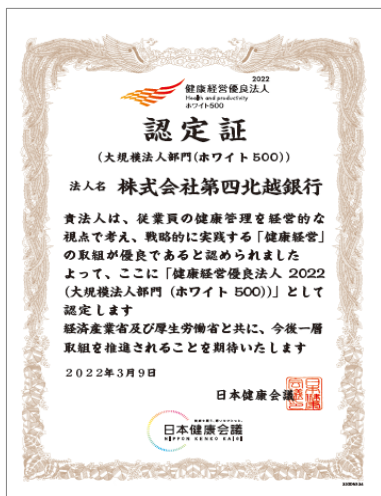 2022
健康経営優良法人
Health and productivity
ホワイト500
認定証
(大規模法人部門(ホワイト500))
法人名 株式会社第四北越銀行
貴法人は、従業員の健康管理を経営的な
視点で考え、戦略的に実践する「健康経営」
の取組が優良であると認められました
よって、ここに「健康経営優良法人 2022
(大規模法人部門 (ホワイト 500))」として
認定します
経済産業省及び厚生労働省と共に、今後一層
取組を推進されることを期待いたします
2022年3月9日
日本健康会議
日本健康会議
NIPPON KENKO KAIGI